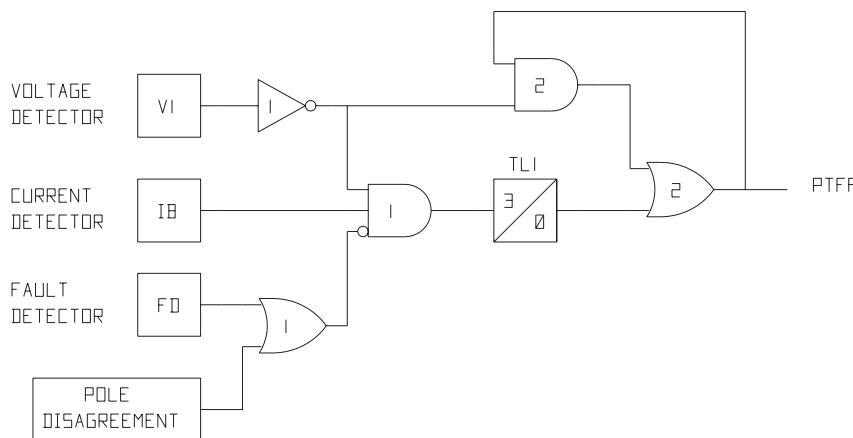 VOLTAGE
DETECTOR
V1
1
2
TL1
CURRENT
DETECTOR
IB
1
3
0
2
PTFF
FAULT
DETECTOR
FD
1
POLE
DISAGREEMENT